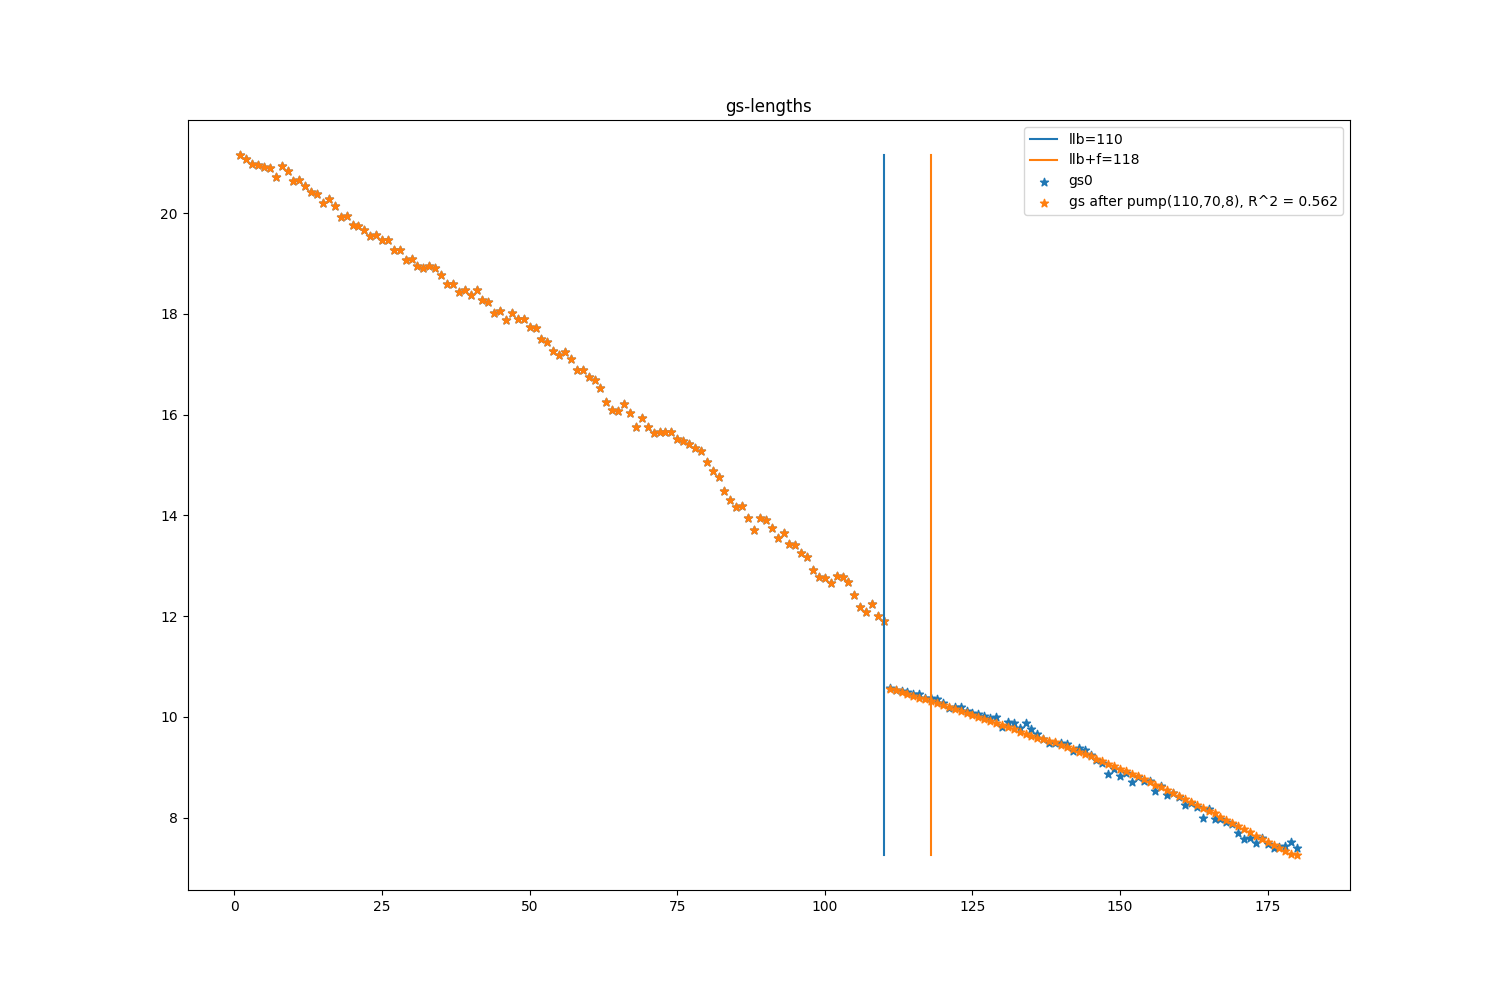 gs-lengths
llb=110
llb+f=118
gs0
gs after pump(110,70,8), R^2 = 0.562
20
18
16
14
12
10
8
0 25 50 75 100 125 150 175